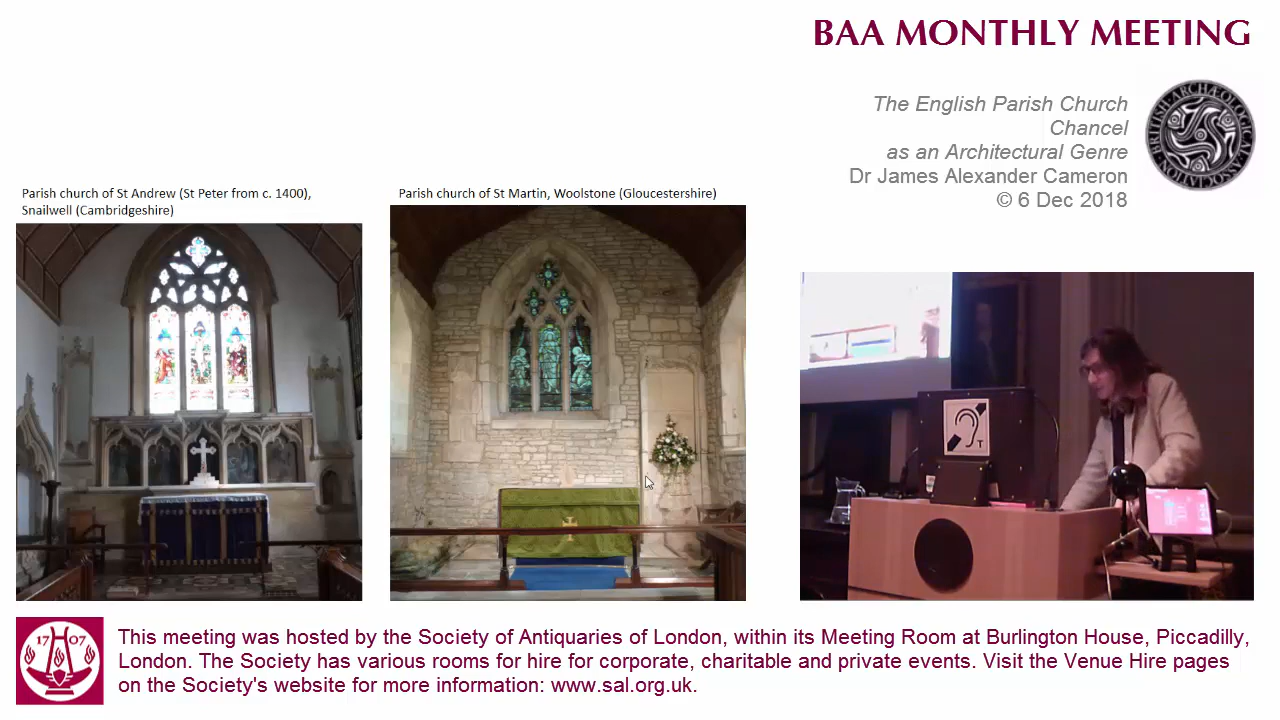 BAA MONTHLY MEETING
The English Parish Church
Chancel
as an Architectural Genre
Dr James Alexander Cameron
© 6 Dec 2018
BRITISH ARCHÆOLOGICAL ASSOCIATION
Parish church of St Andrew (St Peter from c. 1400),
Snailwell (Cambridgeshire)
Parish church of St Martin, Woolstone (Gloucestershire)
T
1707
This meeting was hosted by the Society of Antiquaries of London, within its Meeting Room at Burlington House, Piccadilly,
London. The Society has various rooms for hire for corporate, charitable and private events. Visit the Venue Hire pages
on the Society's website for more information: www.sal.org.uk.